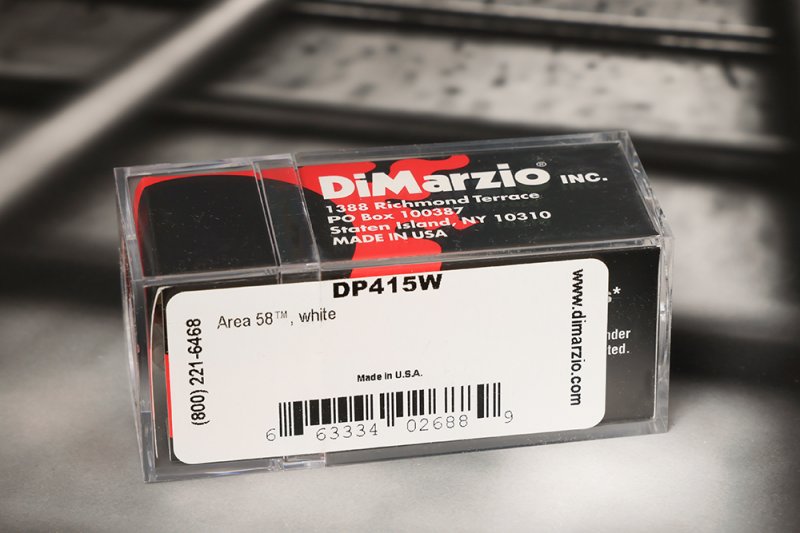 DiMarzio® INC.
1388 Richmond Terrace
PO Box 100387
Staten Island, NY 10310
MADE IN USA
DP415W
Area 58™, white
(800) 221-6468
www.dimarzio.com
Made in U.S.A.
6 63334 02688 9